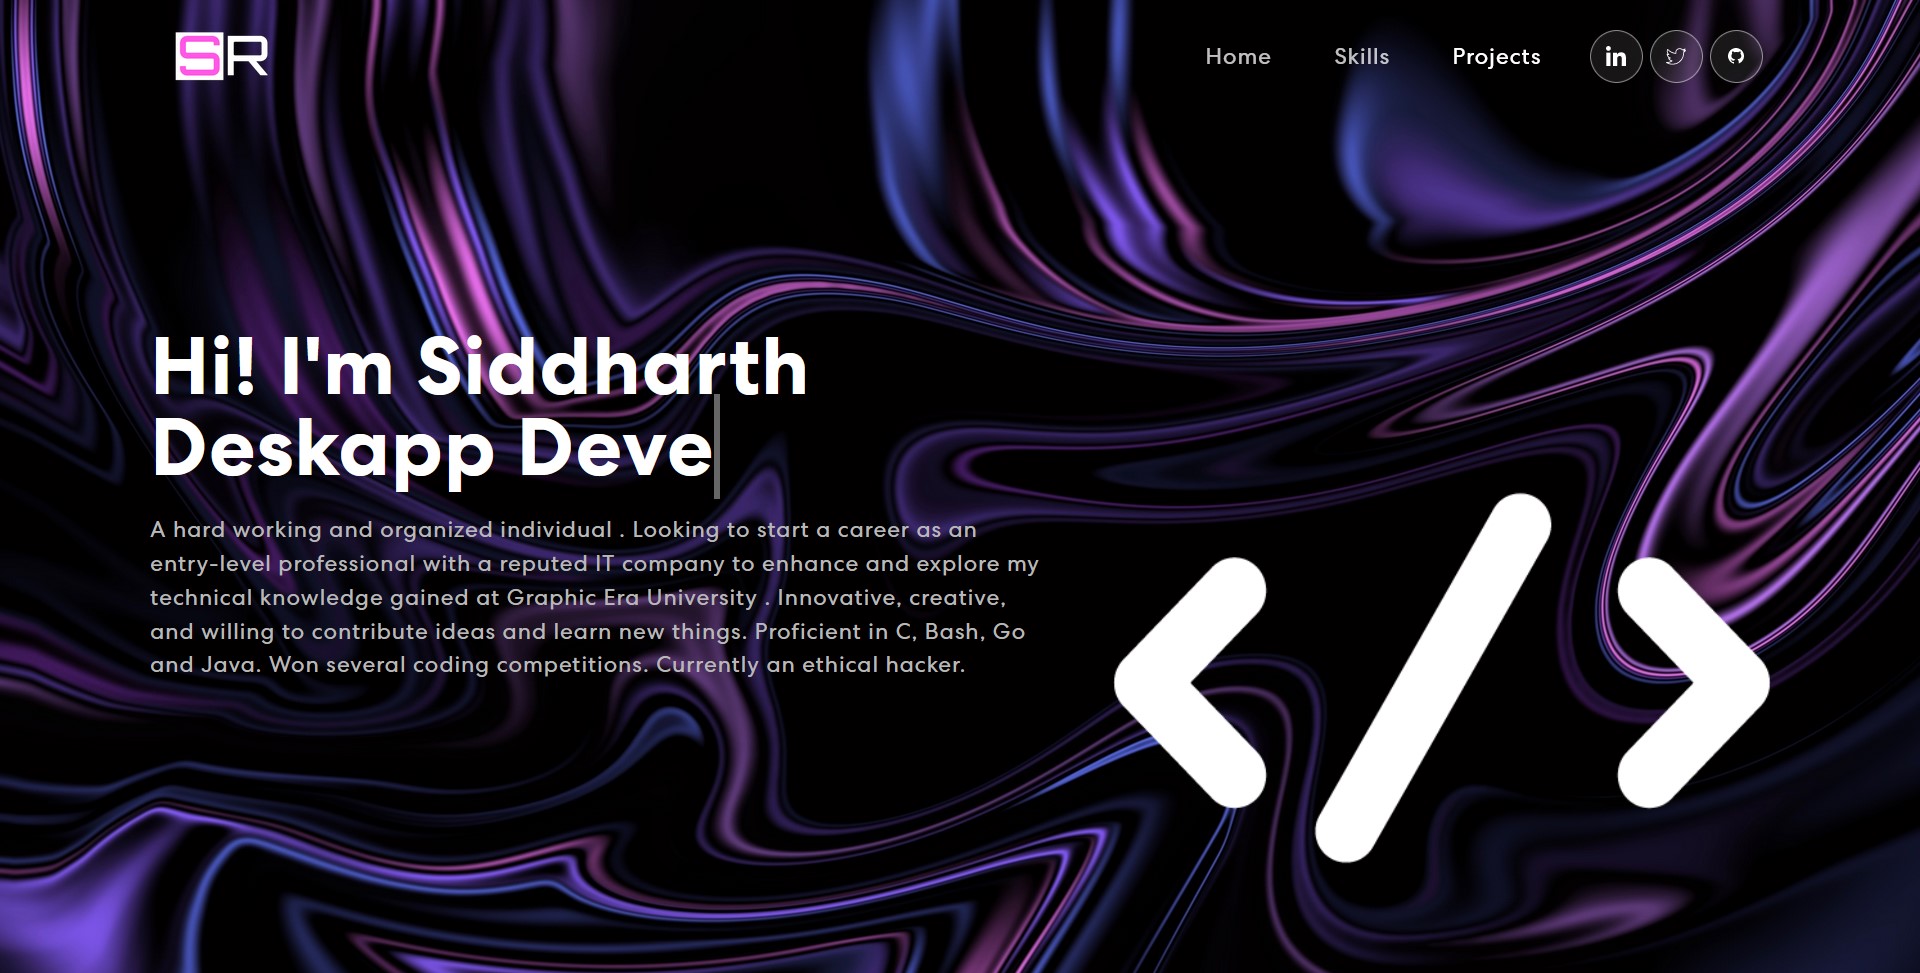 SR
Home Skills Projects in
Hi! I'm Siddharth
Deskapp Deve
A hard working and organized individual . Looking to start a career as an
entry-level professional with a reputed IT company to enhance and explore my
technical knowledge gained at Graphic Era University . Innovative, creative,
and willing to contribute ideas and learn new things. Proficient in C, Bash, Go
and Java. Won several coding competitions. Currently an ethical hacker.